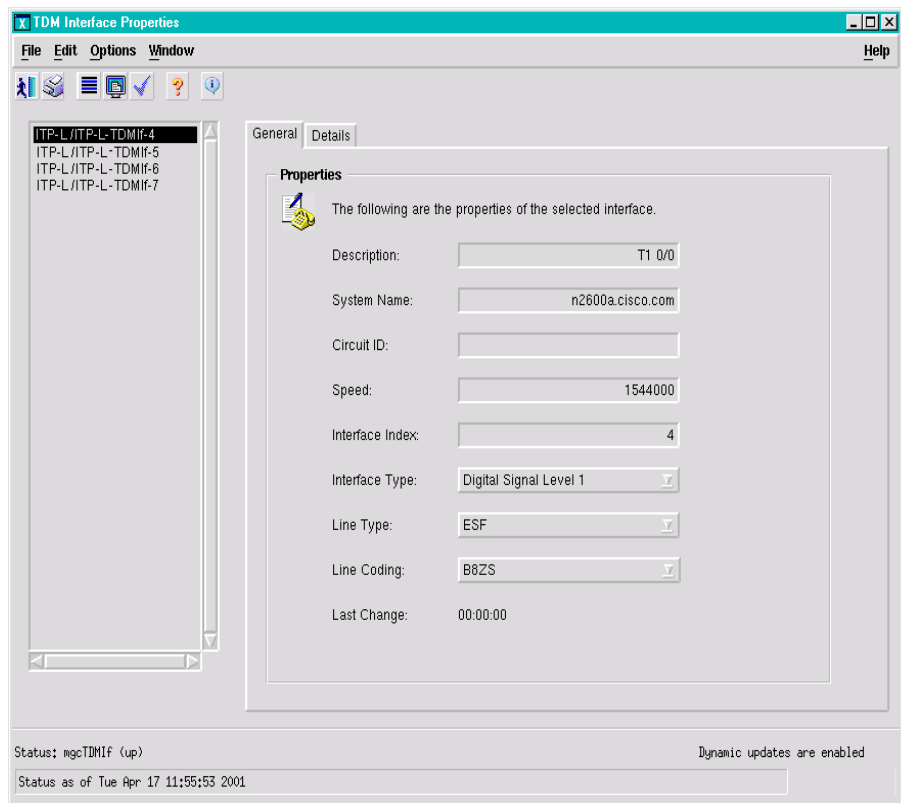 TDM Interface Properties
File Edit Options Window Help
ITP-L/ITP-L-TDMIf-4
ITP-L/ITP-L-TDMIf-5
ITP-L/ITP-L-TDMIf-6
ITP-L/ITP-L-TDMIf-7
General Details
Properties
The following are the properties of the selected interface.
Description: T1 0/0
System Name: n2600a.cisco.com
Circuit ID:
Speed: 1544000
Interface Index: 4
Interface Type: Digital Signal Level 1
Line Type: ESF
Line Coding: B8ZS
Last Change: 00:00:00
Status: mgcTDMIf (up) Dynamic updates are enabled
Status as of Tue Apr 17 11:55:53 2001